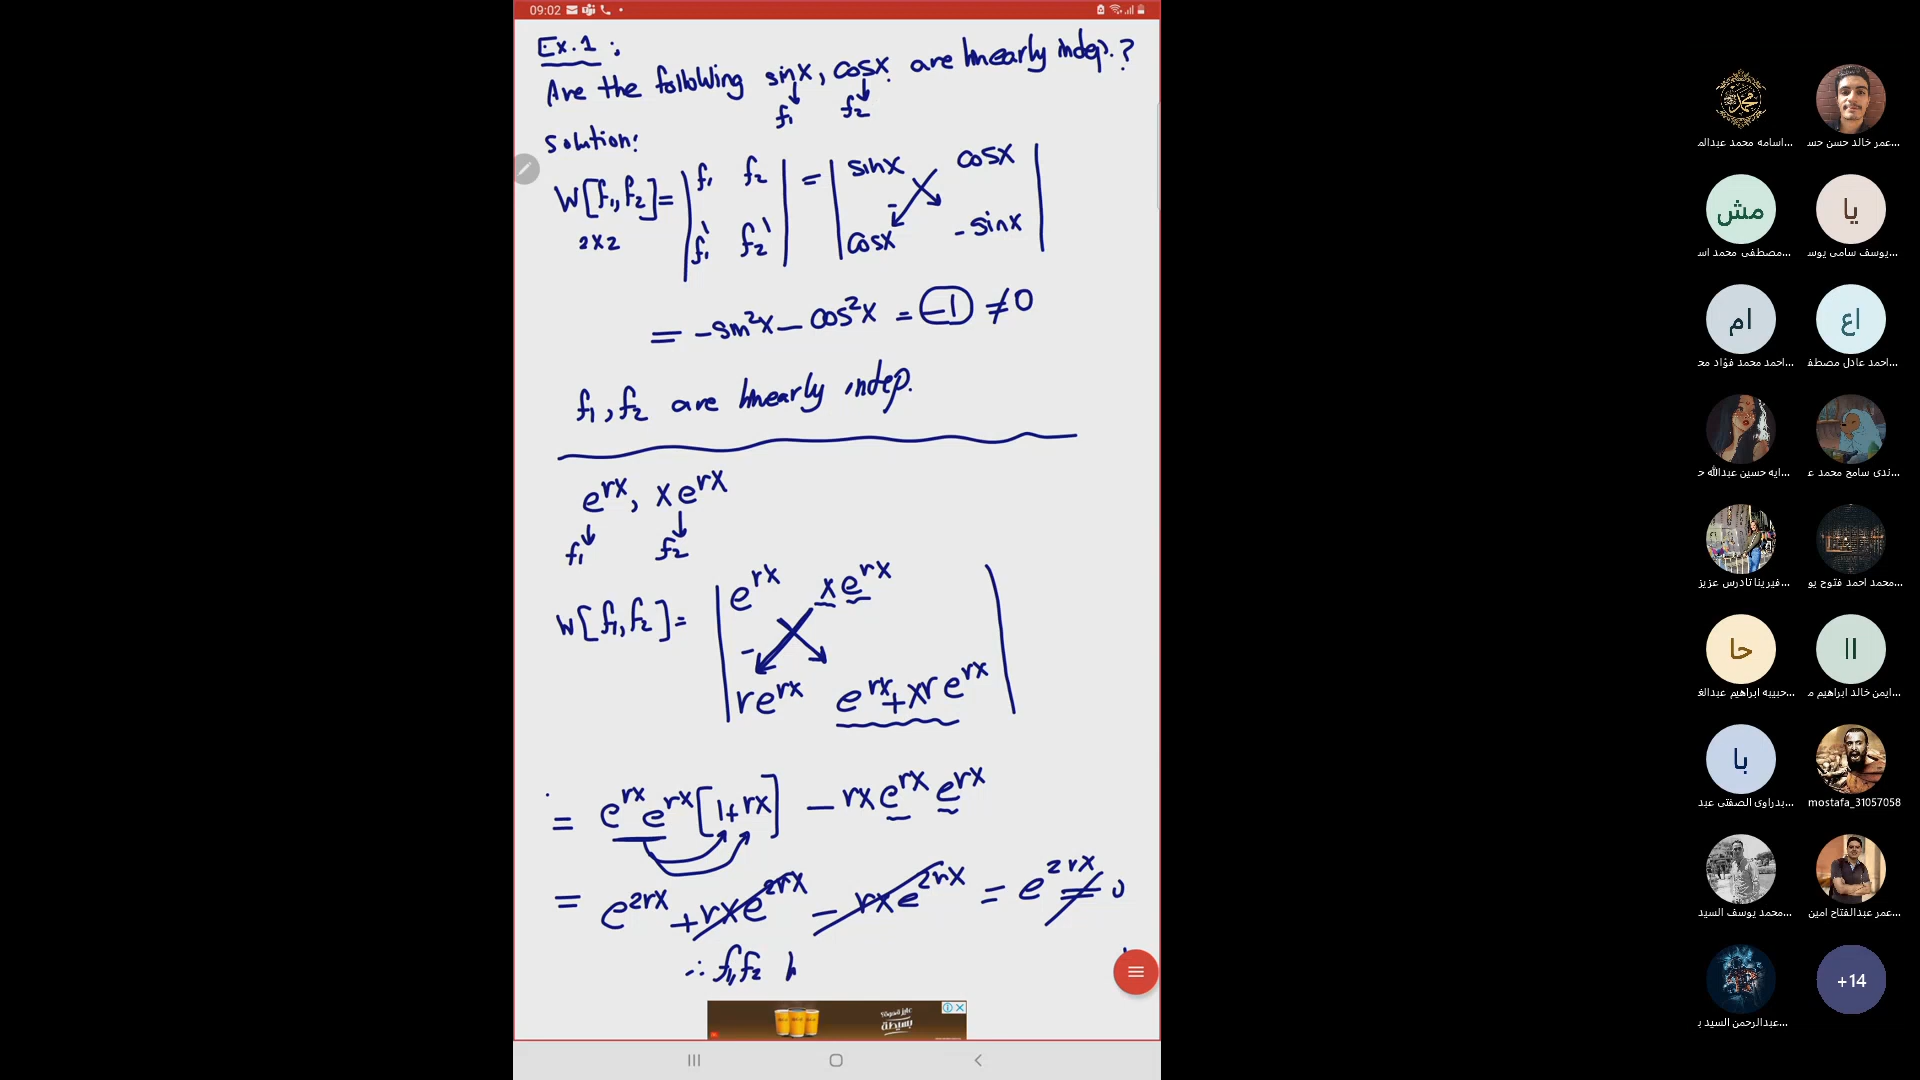 09:02
Ex.1 :
Are the following sinx, cosx are linearly indep.?
f1 f2
Solution:
W[f1,f2]= | f1 f2 | = | sinx cosx |
2x2 | f1' f2' | | cosx - sinx |
= -sin²x - cos²x = -1 ≠ 0
f1, f2 are linearly indep.
e^rx, xe^rx
f1 f2
W[f1,f2]= | e^rx xe^rx |
| re^rx e^rx+xre^rx |
= e^rx e^rx [1+rx] - rx e^rx e^rx
= e^2rx + rxe^2rx - rxe^2rx = e^2rx ≠ 0
∴ f1,f2
اسامه محمد عبدالم...
عمر خالد حسن حس...
مش
يا
مصطفى محمد اس...
يوسف سامى يوس...
ام
اع
احمد محمد فؤاد مح...
احمد عادل مصطف...
ايه حسين عبدالله ح...
ندى سامح محمد ع...
فيرينا تادرس عزيز...
محمد احمد فتوح يو...
حا
اا
حبيبه ابراهيم عبدالغ...
ايمن خالد ابراهيم م...
با
بدراوى الصفتى عبد...
mostafa_31057058
محمد يوسف السيد...
عمر عبدالفتاح امين...
+14
عبدالرحمن السيد ب...